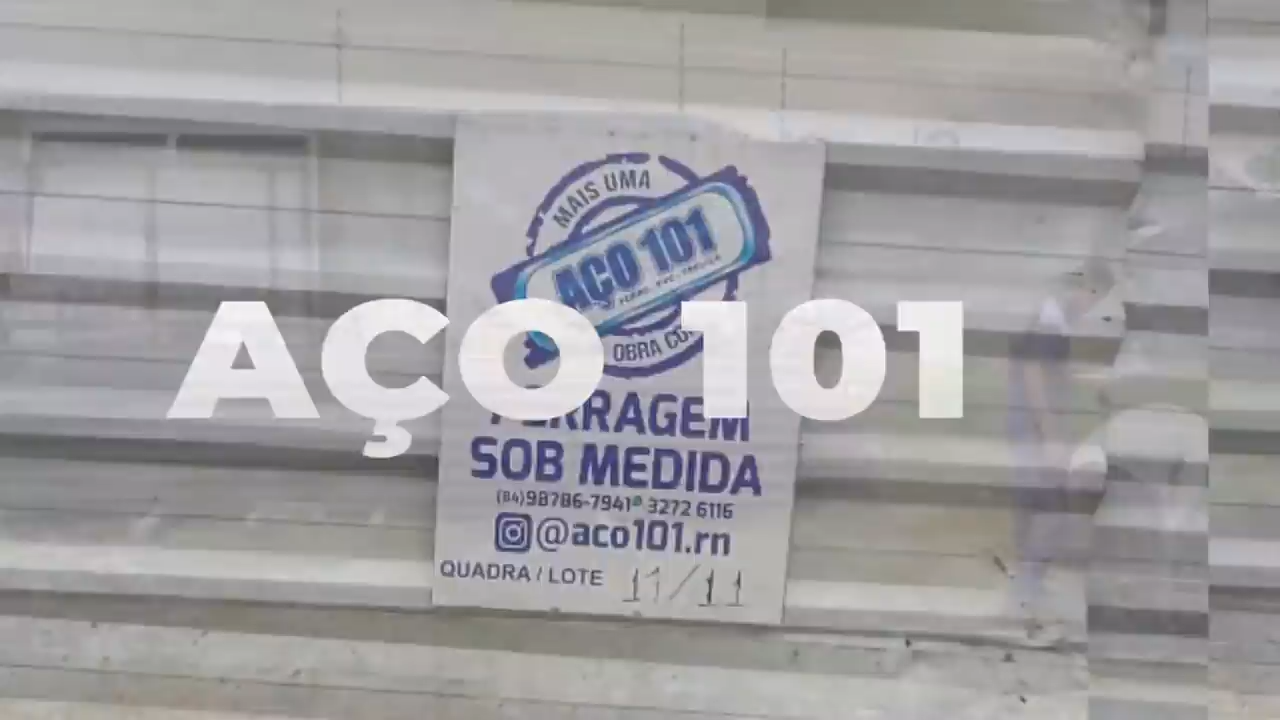 MAIS UMA
AÇO 101
OBRA COM
AÇO 101
FERRAGEM
SOB MEDIDA
(84)98786-7941 3272 6116
@aco101.rn
QUADRA / LOTE 11/11